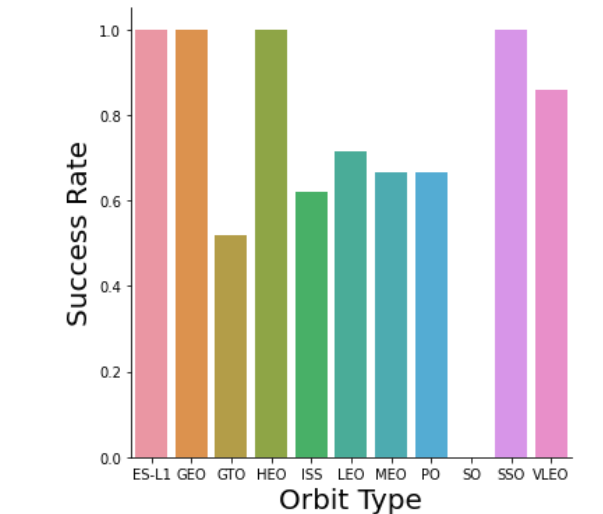 Success Rate
1.0
0.8
0.6
0.4
0.2
0.0
ES-L1 GEO GTO HEO ISS LEO MEO PO SO SSO VLEO
Orbit Type